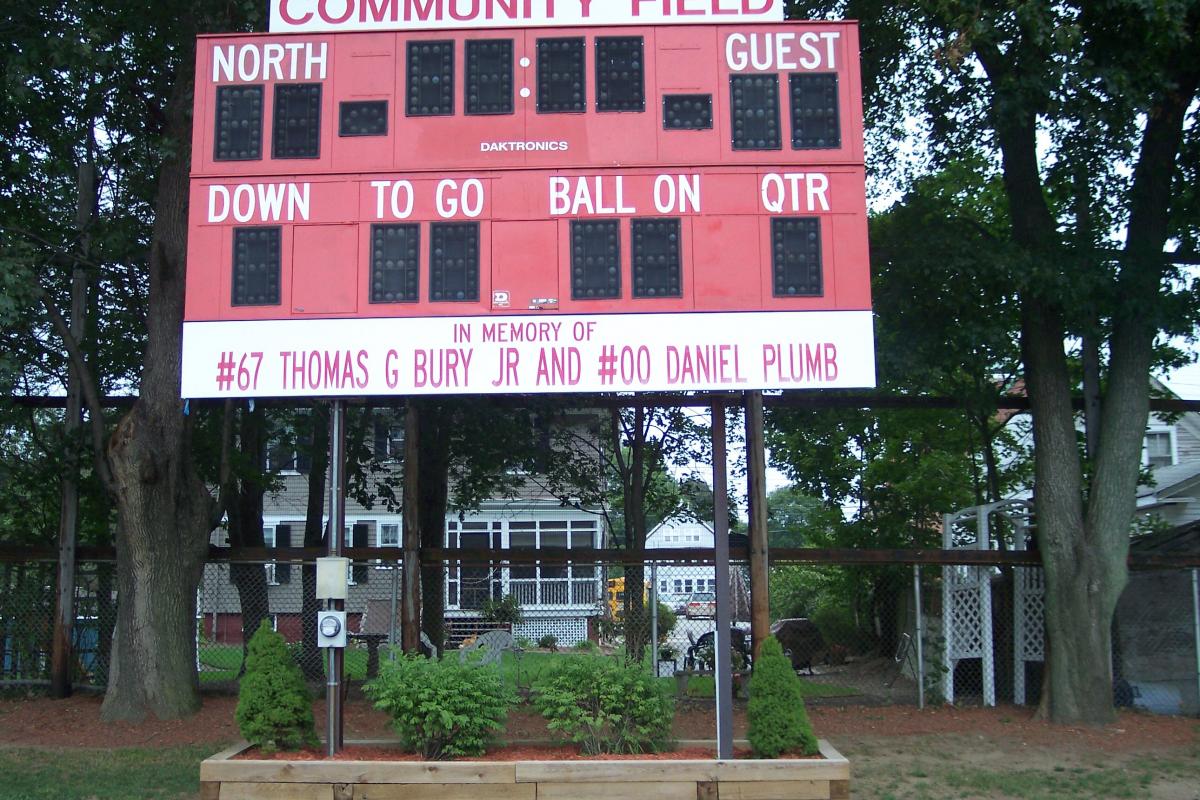 COMMUNITY FIELD
NORTH GUEST
DAKTRONICS
DOWN TO GO BALL ON QTR
IN MEMORY OF
#67 THOMAS G BURY JR AND #00 DANIEL PLUMB